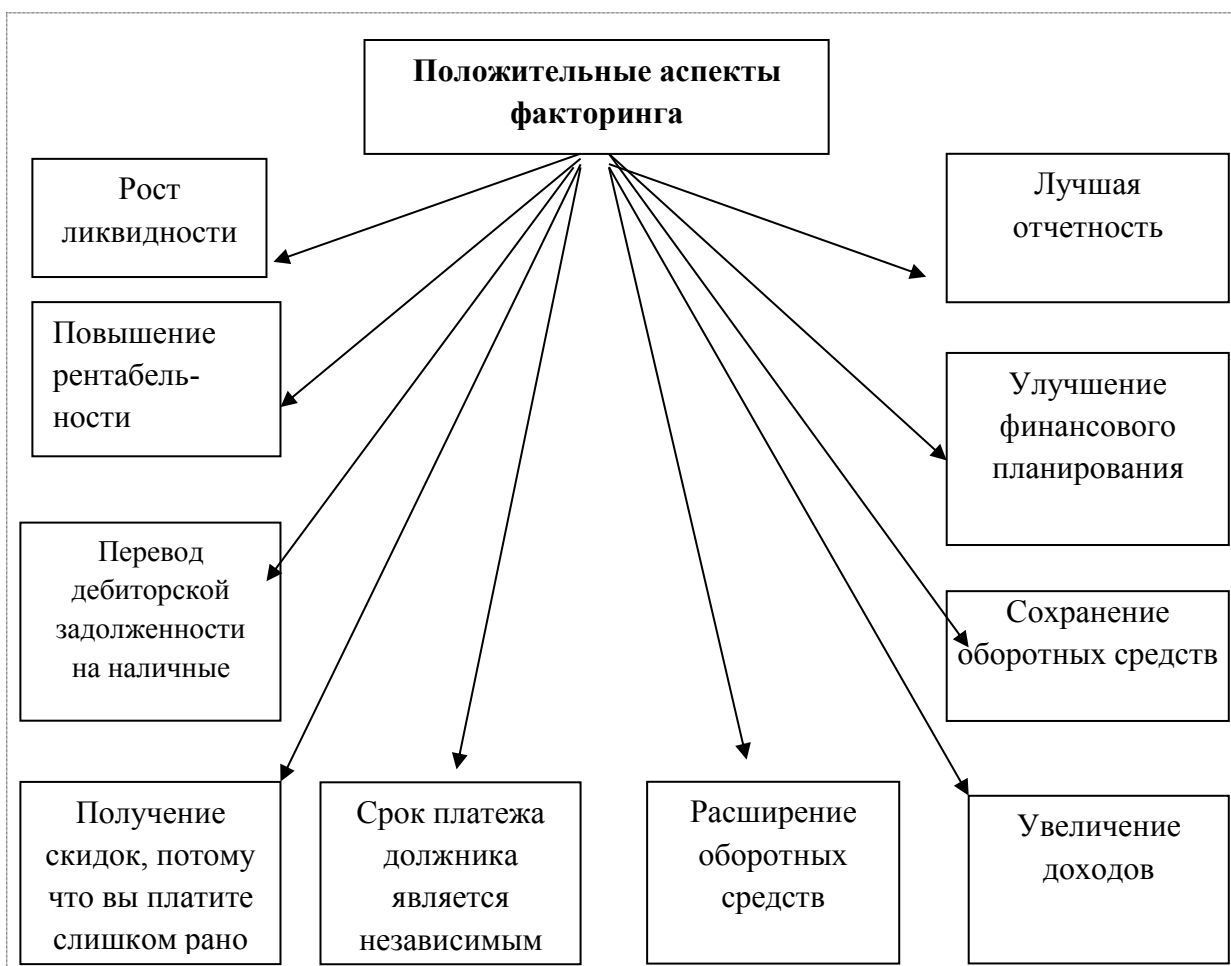 Положительные аспекты
факторинга
Рост
ликвидности
Лучшая
отчетность
Повышение
рентабель-
ности
Улучшение
финансового
планирования
Перевод
дебиторской
задолженности
на наличные
Сохранение
оборотных средств
Получение
скидок, потому
что вы платите
слишком рано
Срок платежа
должника
является
независимым
Расширение
оборотных
средств
Увеличение
доходов